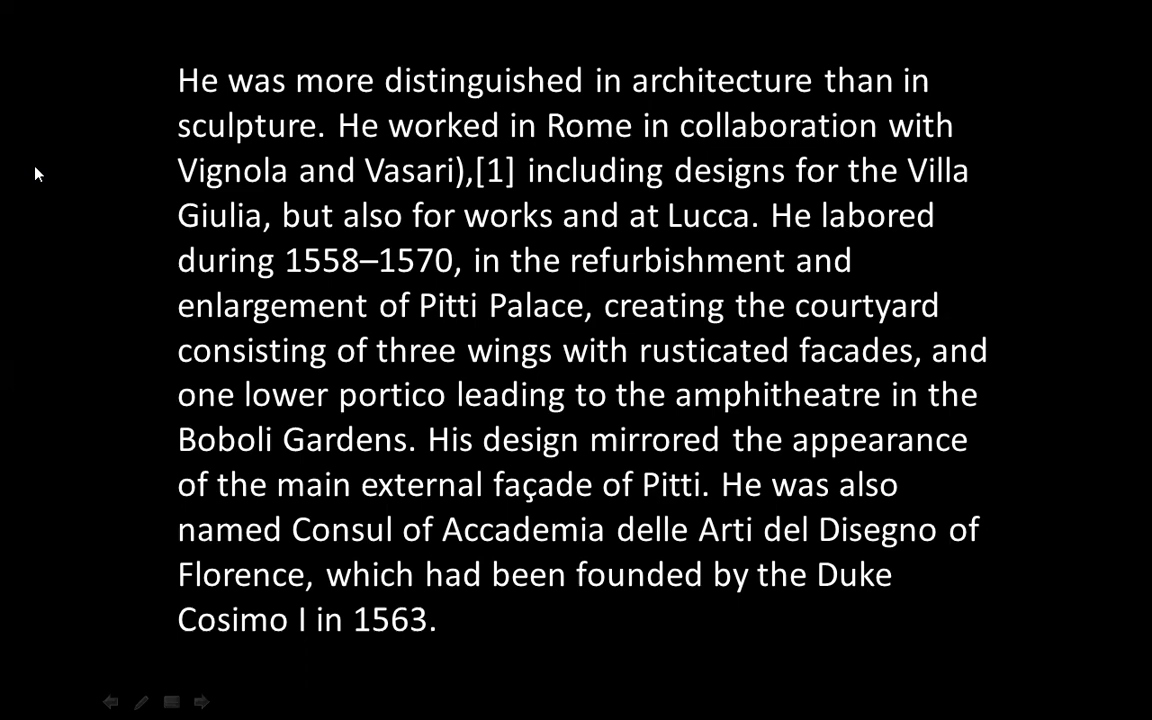 He was more distinguished in architecture than in
sculpture. He worked in Rome in collaboration with
Vignola and Vasari),[1] including designs for the Villa
Giulia, but also for works and at Lucca. He labored
during 1558–1570, in the refurbishment and
enlargement of Pitti Palace, creating the courtyard
consisting of three wings with rusticated facades, and
one lower portico leading to the amphitheatre in the
Boboli Gardens. His design mirrored the appearance
of the main external façade of Pitti. He was also
named Consul of Accademia delle Arti del Disegno of
Florence, which had been founded by the Duke
Cosimo I in 1563.